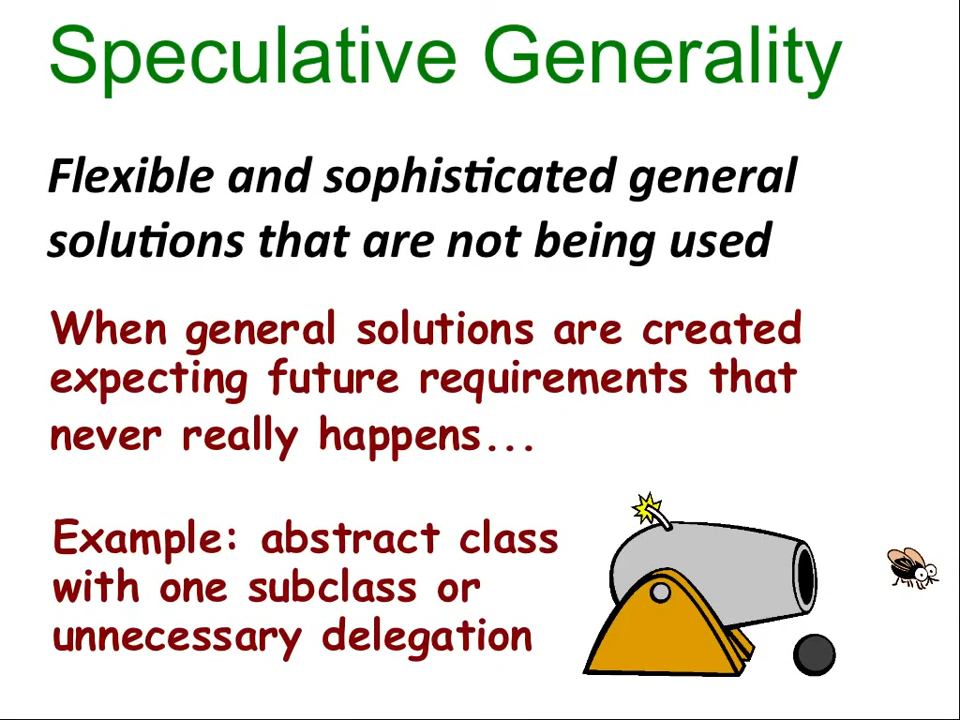 Speculative Generality
Flexible and sophisticated general
solutions that are not being used
When general solutions are created
expecting future requirements that
never really happens...
Example: abstract class
with one subclass or
unnecessary delegation